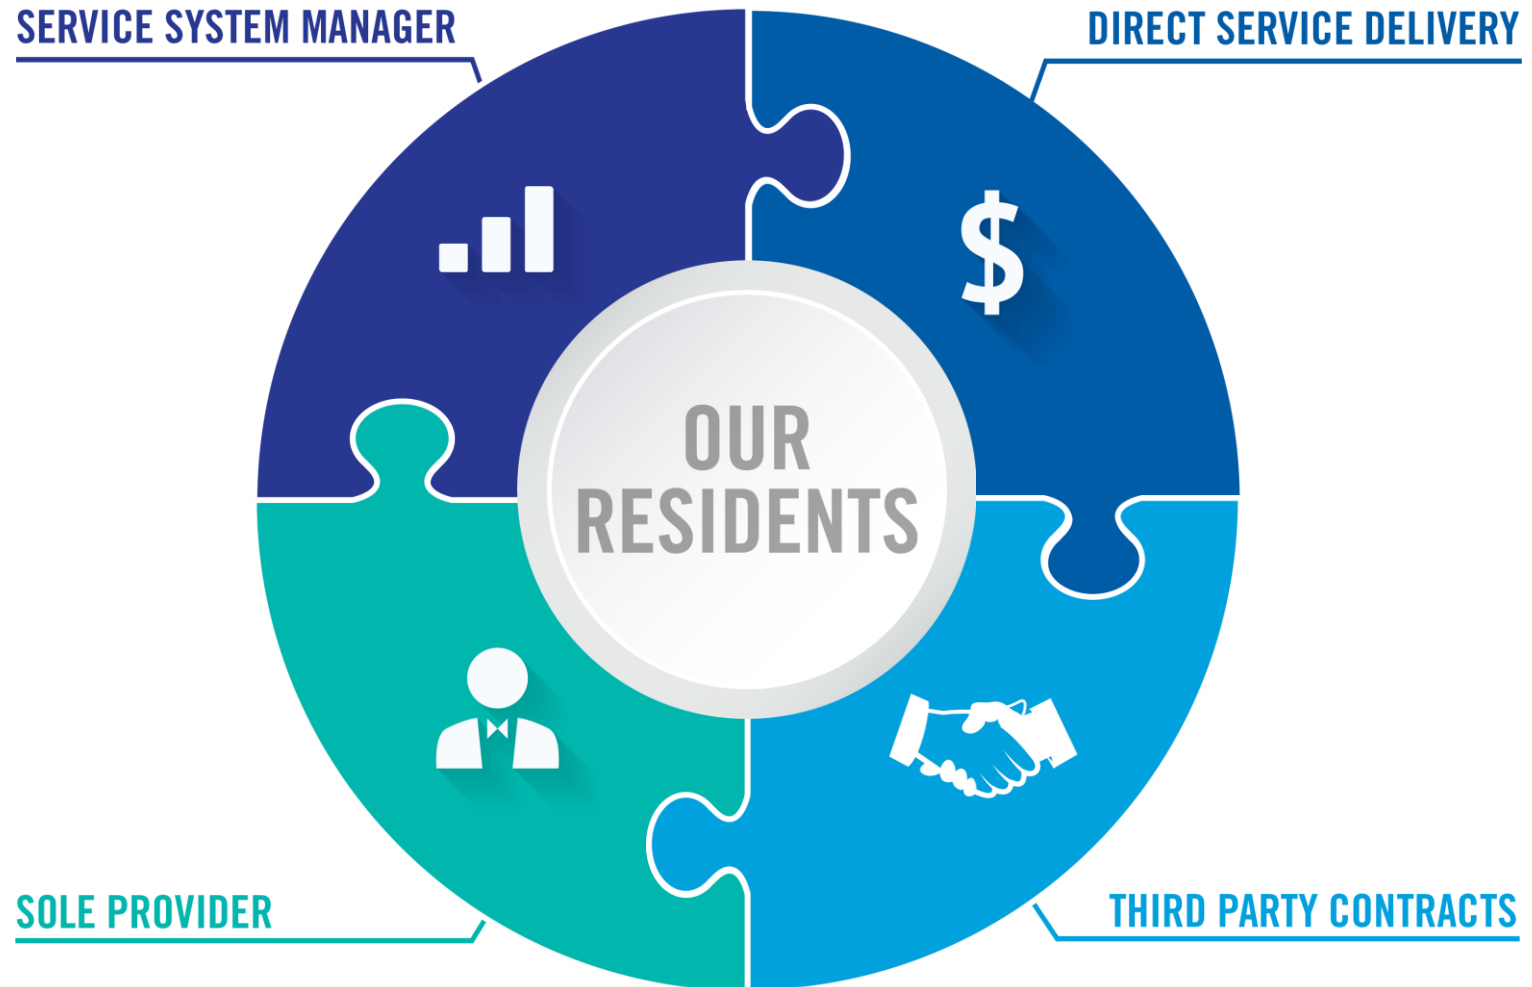 SERVICE SYSTEM MANAGER
DIRECT SERVICE DELIVERY
$
OUR
RESIDENTS
SOLE PROVIDER
THIRD PARTY CONTRACTS